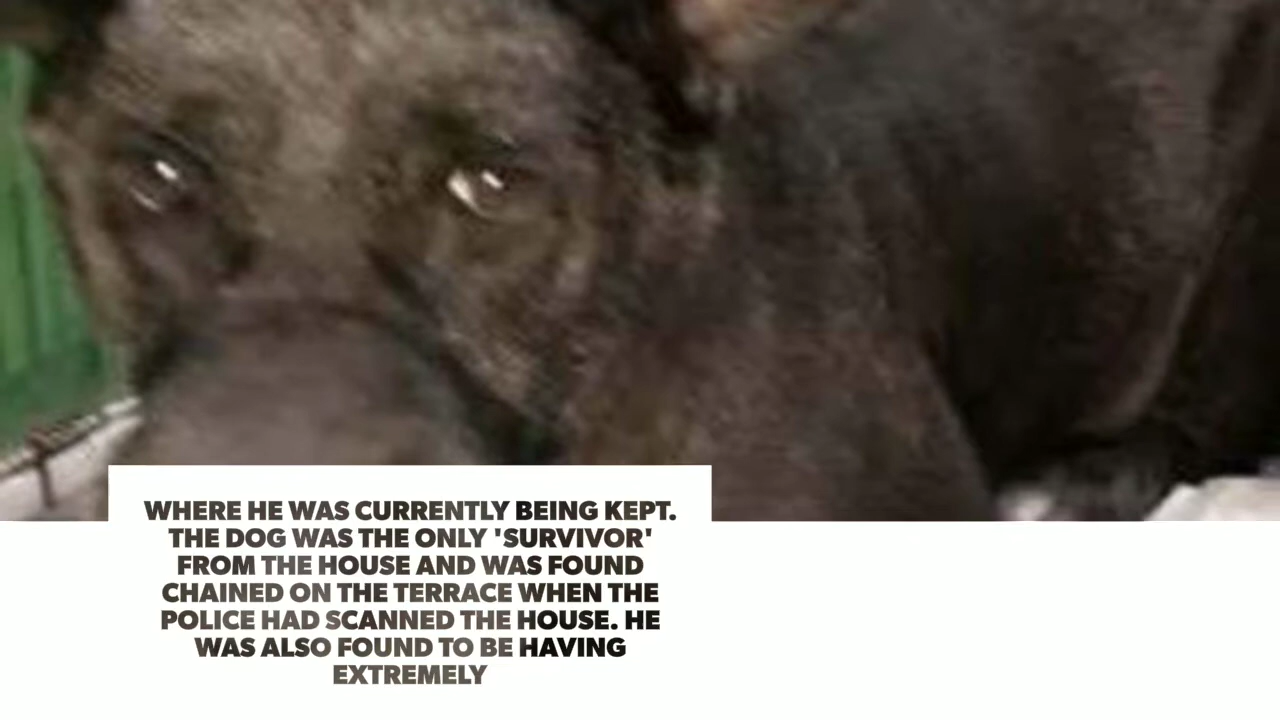 WHERE HE WAS CURRENTLY BEING KEPT.
THE DOG WAS THE ONLY 'SURVIVOR'
FROM THE HOUSE AND WAS FOUND
CHAINED ON THE TERRACE WHEN THE
POLICE HAD SCANNED THE HOUSE. HE
WAS ALSO FOUND TO BE HAVING
EXTREMELY